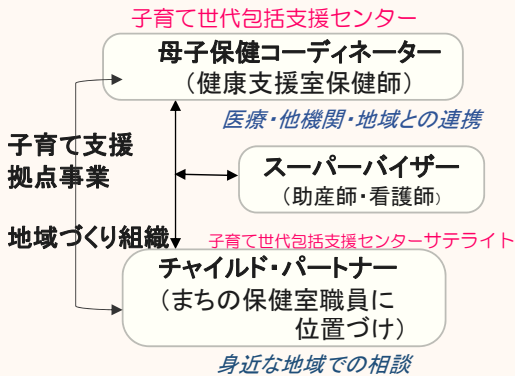 子育て世代包括支援センター
母子保健コーディネーター
（健康支援室保健師）
医療・他機関・地域との連携
子育て支援
拠点事業
スーパーバイザー
（助産師・看護師）
地域づくり組織
子育て世代包括支援センターサテライト
チャイルド・パートナー
（まちの保健室職員に
位置づけ）
身近な地域での相談